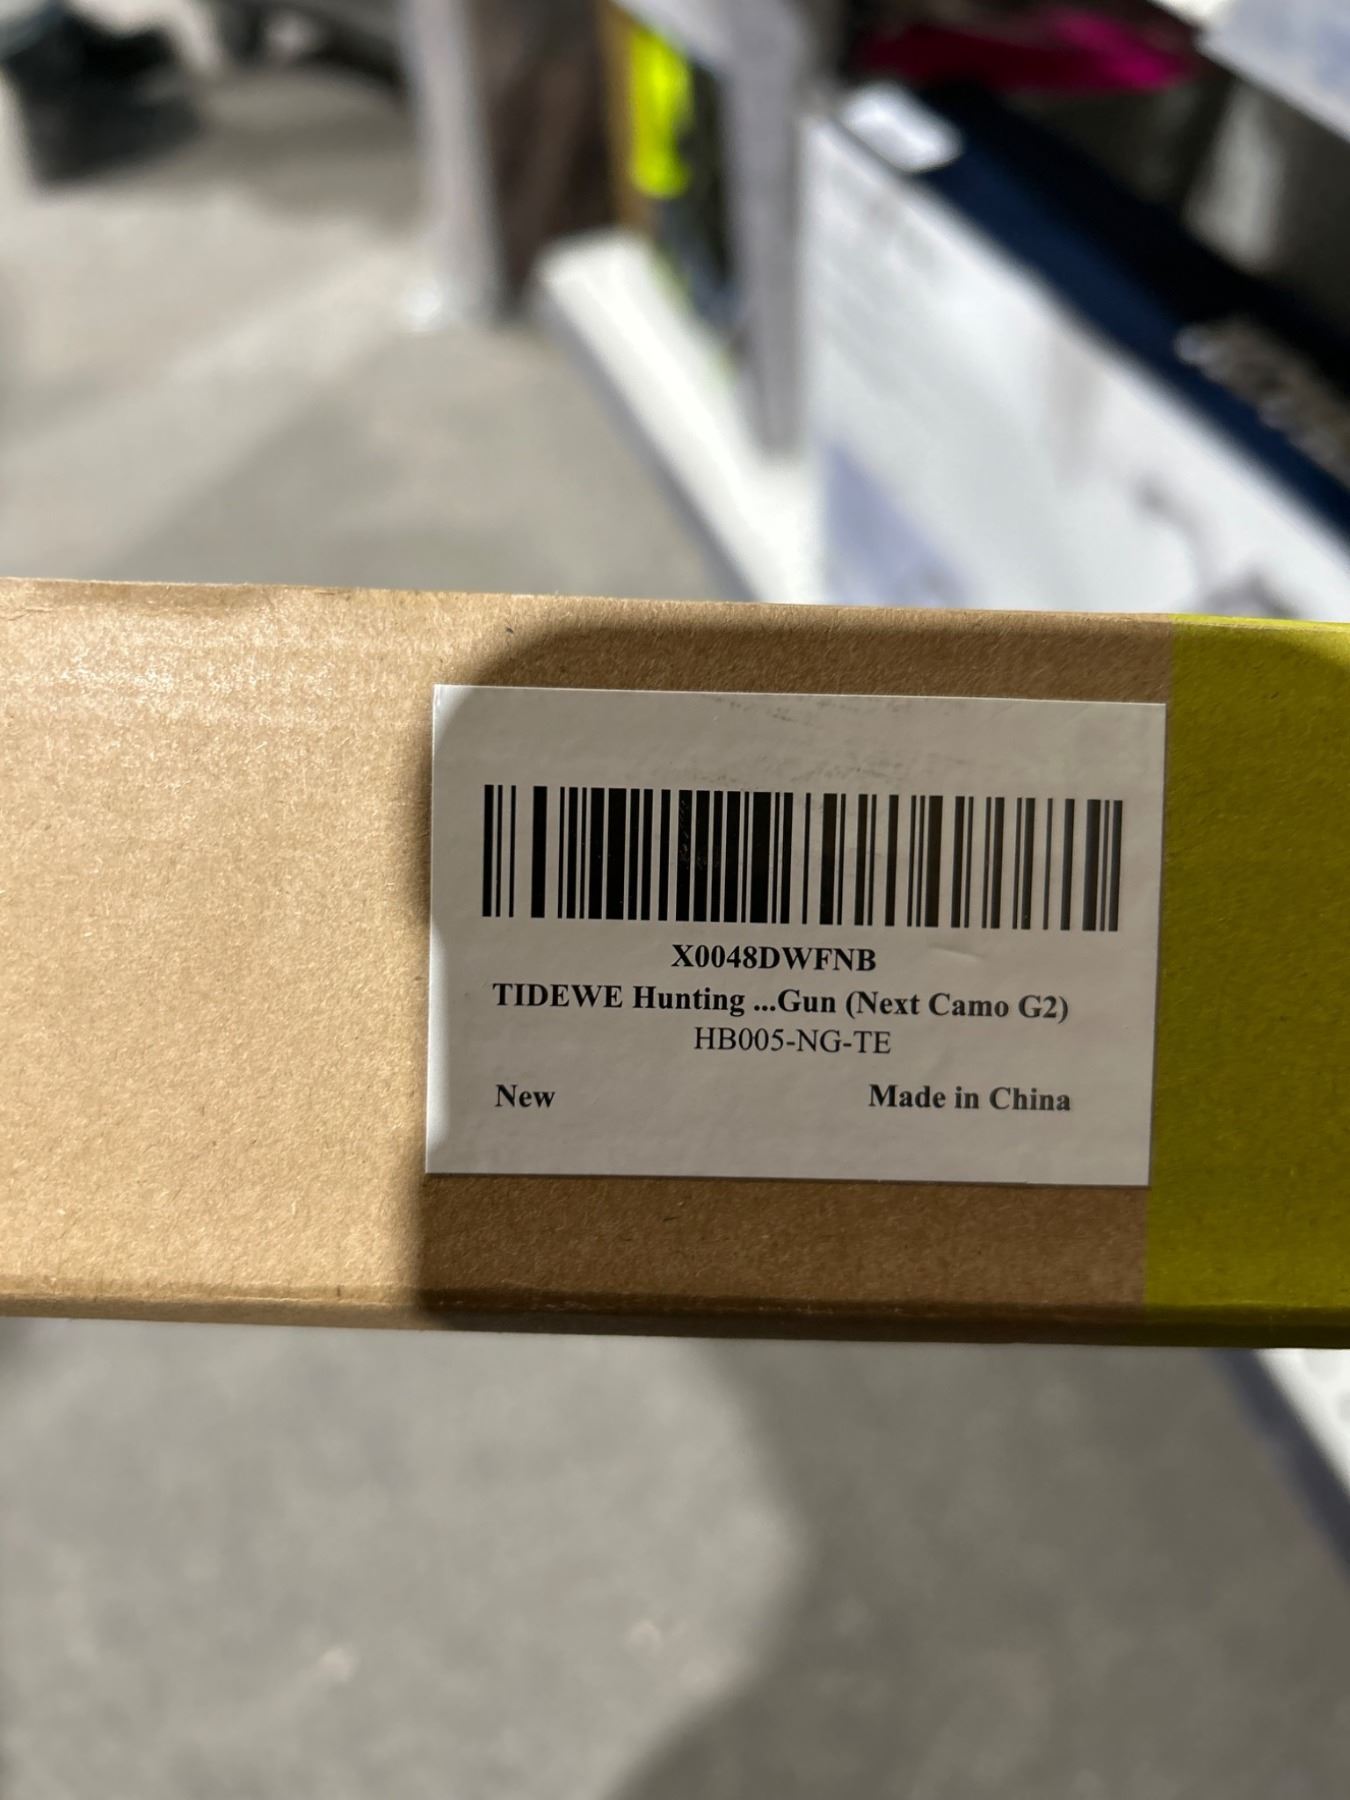 X0048DWFNB
TIDEWE Hunting ...Gun (Next Camo G2)
HB005-NG-TE
New Made in China